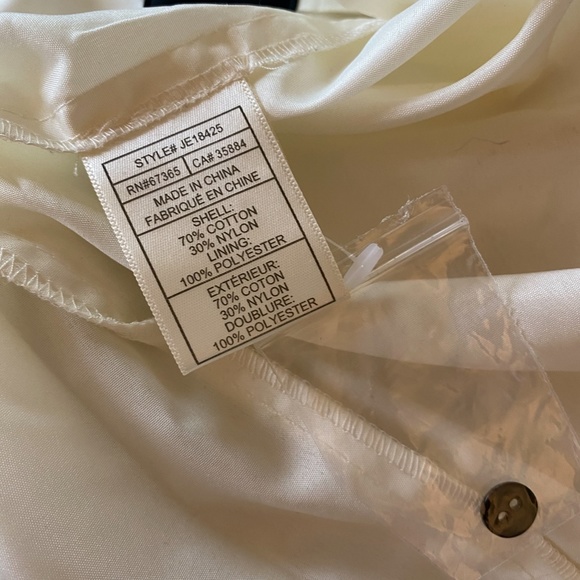 STYLE# JE18425
RN#67365 CA# 35884
MADE IN CHINA
FABRIQUE EN CHINE
SHELL:
70% COTTON
30% NYLON
LINING:
100% POLYESTER
EXTÉRIEUR:
70% COTON
30% NYLON
DOUBLURE:
100% POLYESTER